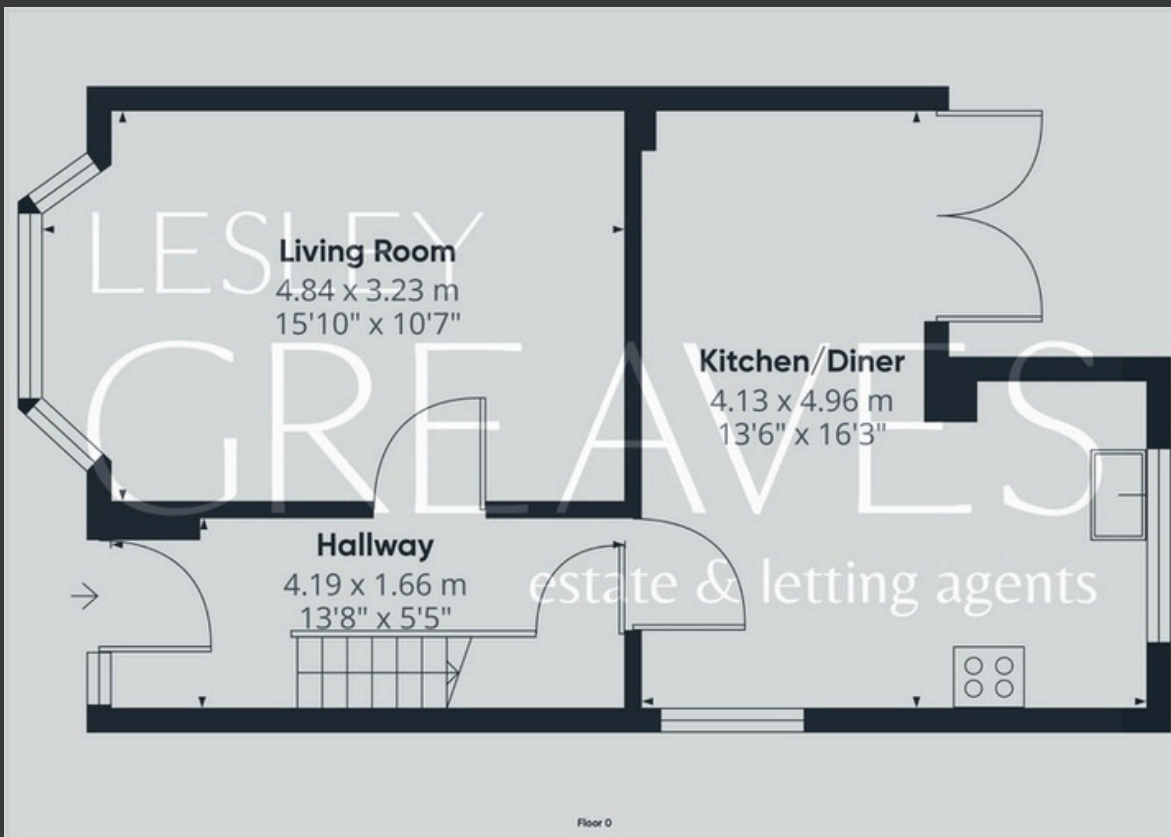 LESLEY
GREAVES
estate & letting agents
Living Room
4.84 x 3.23 m
15'10" x 10'7"
Kitchen/Diner
4.13 x 4.96 m
13'6" x 16'3"
Hallway
4.19 x 1.66 m
13'8" x 5'5"
Floor 0